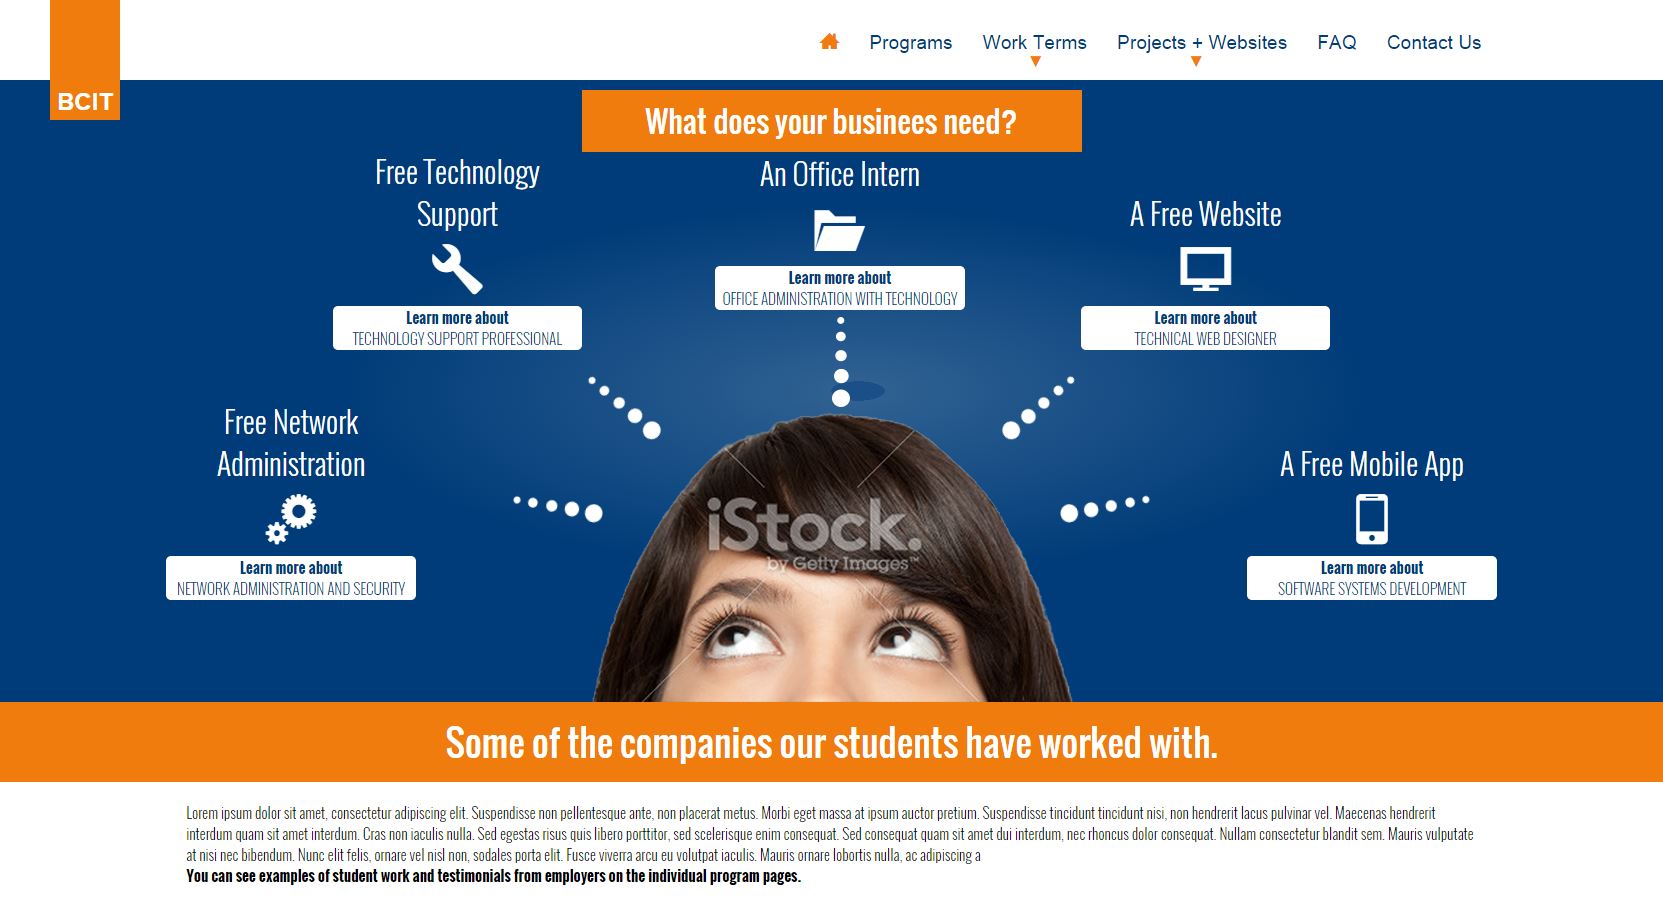 BCIT
Programs
Work Terms
Projects + Websites
FAQ
Contact Us
What does your businees need?
Free Technology
Support
Learn more about
TECHNOLOGY SUPPORT PROFESSIONAL
An Office Intern
Learn more about
OFFICE ADMINISTRATION WITH TECHNOLOGY
A Free Website
Learn more about
TECHNICAL WEB DESIGNER
Free Network
Administration
Learn more about
NETWORK ADMINISTRATION AND SECURITY
A Free Mobile App
Learn more about
SOFTWARE SYSTEMS DEVELOPMENT
iStock.
by Getty Images™
Some of the companies our students have worked with.
Lorem ipsum dolor sit amet, consectetur adipiscing elit. Suspendisse non pellentesque ante, non placerat metus. Morbi eget massa at ipsum auctor pretium. Suspendisse tincidunt tincidunt nisi, non hendrerit lacus pulvinar vel. Maecenas hendrerit
interdum quam sit amet interdum. Cras non iaculis nulla. Sed egestas risus quis libero porttitor, sed scelerisque enim consequat. Sed consequat quam sit amet dui interdum, nec rhoncus dolor consequat. Nullam consectetur blandit sem. Mauris vulputate
at nisi nec bibendum. Nunc elit felis, ornare vel nisl non, sodales porta elit. Fusce viverra arcu eu volutpat iaculis. Mauris ornare lobortis nulla, ac adipiscing a
You can see examples of student work and testimonials from employers on the individual program pages.